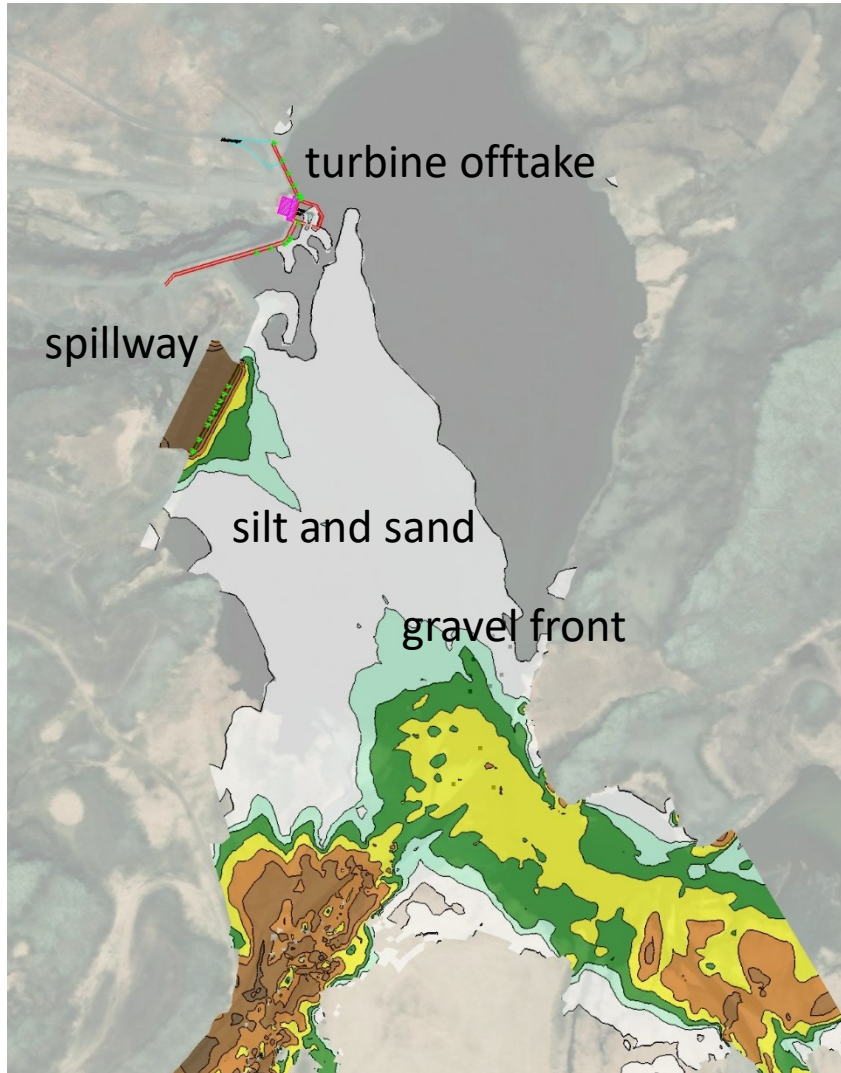 turbine offtake
spillway
silt and sand
gravel front